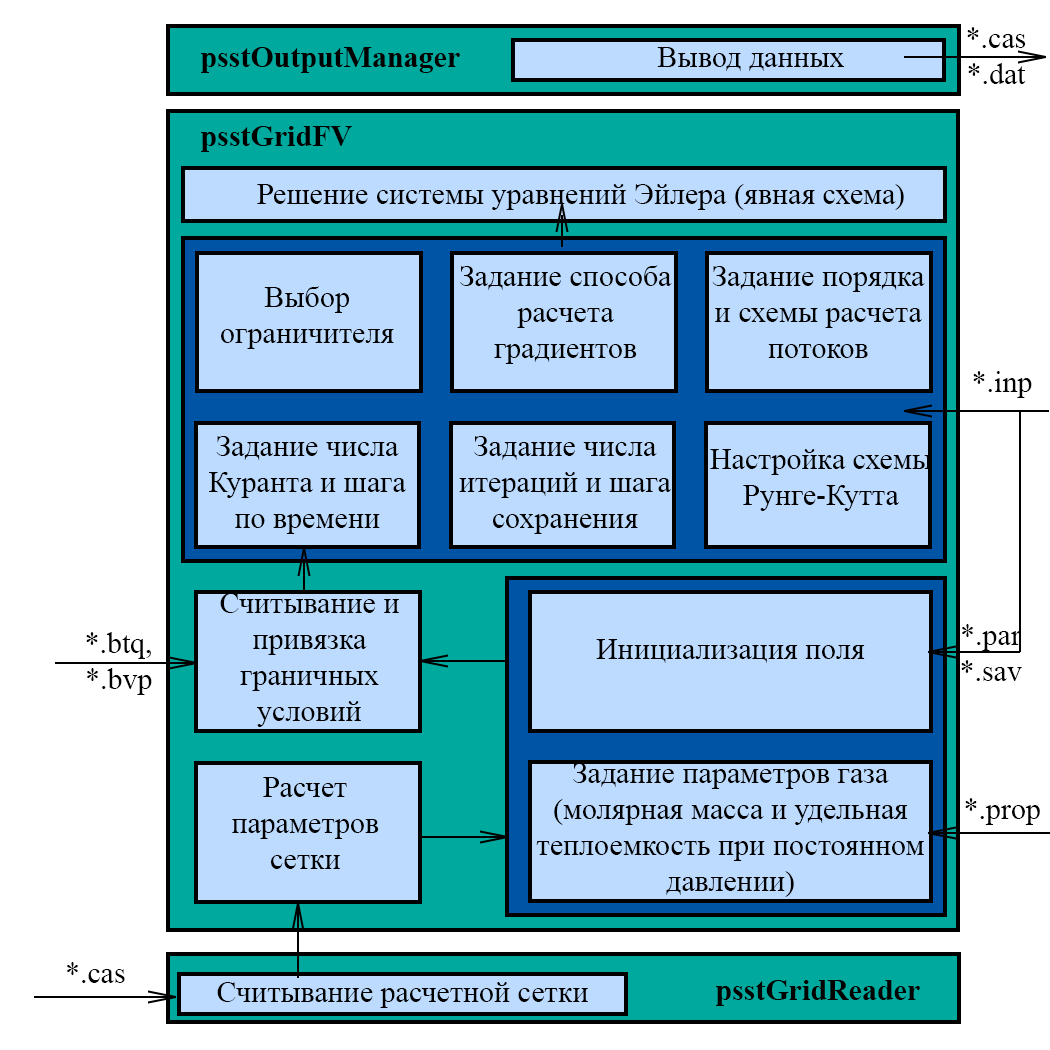 psstOutputManager
Вывод данных
*.cas
*.dat
psstGridFV
Решение системы уравнений Эйлера (явная схема)
Выбор
ограничителя
Задание способа
расчета
градиентов
Задание порядка
и схемы расчета
потоков
*.inp
Задание числа
Куранта и шага
по времени
Задание числа
итераций и шага
сохранения
Настройка схемы
Рунге-Кутта
*.btq,
*.bvp
Считывание и
привязка
граничных
условий
Инициализация поля
*.par
*.sav
Расчет
параметров
сетки
Задание параметров газа
(молярная масса и удельная
теплоемкость при постоянном
давлении)
*.prop
*.cas
Считывание расчетной сетки
psstGridReader